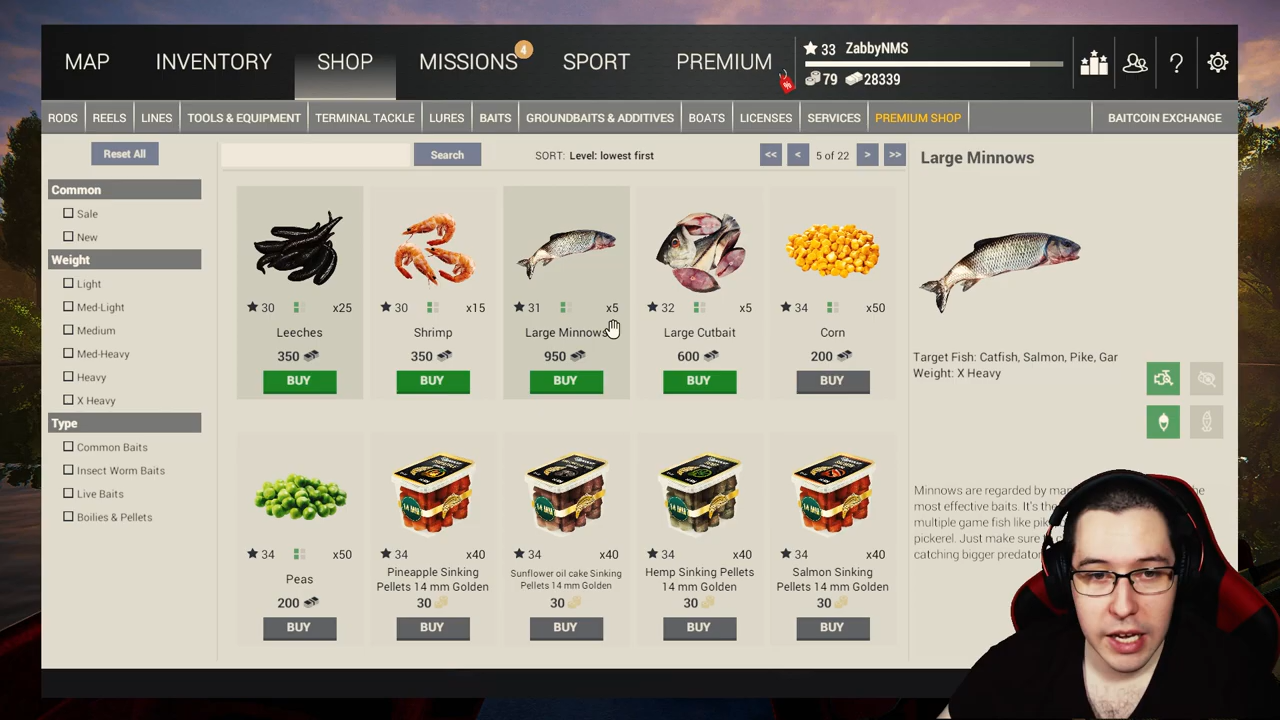 MAP INVENTORY SHOP MISSIONS 4 SPORT PREMIUM % 33 ZabbyNMS
79 28339
RODS REELS LINES TOOLS & EQUIPMENT TERMINAL TACKLE LURES BAITS GROUNDBAITS & ADDITIVES BOATS LICENSES SERVICES PREMIUM SHOP BAITCOIN EXCHANGE
Reset All Search SORT: Level: lowest first << < 5 of 22 > >> Large Minnows
Common
Sale
New
Weight
Light
Med-Light
Medium
Med-Heavy
Heavy
X Heavy
Type
Common Baits
Insect Worm Baits
Live Baits
Boilies & Pellets
30 x25 30 x15 31 x5 32 x5 34 x50
Leeches Shrimp Large Minnows Large Cutbait Corn
350 350 950 600 200
BUY BUY BUY BUY BUY
34 x50 34 x40 34 x40 34 x40 34 x40
Peas Pineapple Sinking Pellets 14 mm Golden Sunflower oil cake Sinking Pellets 14 mm Golden Hemp Sinking Pellets 14 mm Golden Salmon Sinking Pellets 14 mm Golden
200 30 30 30 30
BUY BUY BUY BUY BUY
Target Fish: Catfish, Salmon, Pike, Gar
Weight: X Heavy
Minnows are regarded by man the
most effective baits. It's the
multiple game fish like pik
pickerel. Just make sure
catching bigger predator